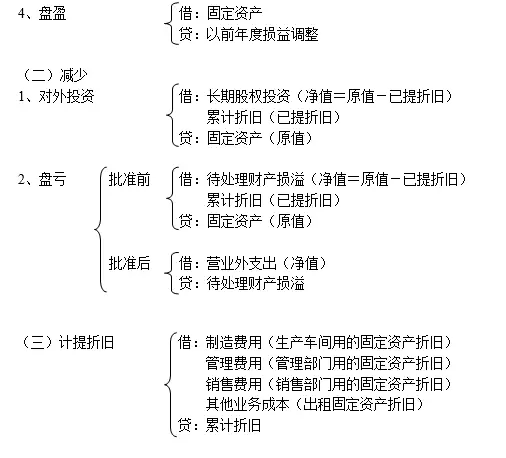 4、盘盈 借：固定资产
贷：以前年度损益调整
（二）减少
1、对外投资 借：长期股权投资（净值＝原值－已提折旧）
累计折旧（已提折旧）
贷：固定资产（原值）
2、盘亏 批准前 借：待处理财产损溢（净值＝原值－已提折旧）
累计折旧（已提折旧）
贷：固定资产（原值）
批准后 借：营业外支出（净值）
贷：待处理财产损溢
（三）计提折旧 借：制造费用（生产车间用的固定资产折旧）
管理费用（管理部门用的固定资产折旧）
销售费用（销售部门用的固定资产折旧）
其他业务成本（出租固定资产折旧）
贷：累计折旧